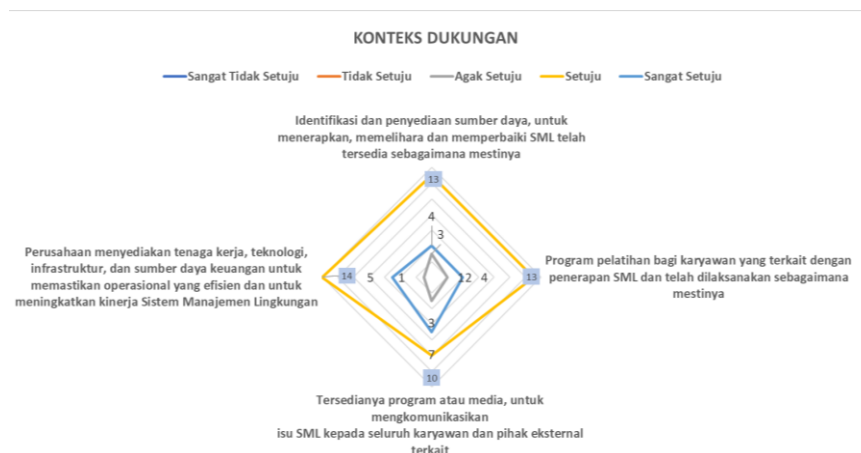 KONTEKS DUKUNGAN
Sangat Tidak Setuju Tidak Setuju Agak Setuju Setuju Sangat Setuju
Identifikasi dan penyediaan sumber daya, untuk
menerapkan, memelihara dan memperbaiki SML telah
tersedia sebagaimana mestinya
13
4
3
Perusahaan menyediakan tenaga kerja, teknologi,
infrastruktur, dan sumber daya keuangan untuk
memastikan operasional yang efisien dan untuk
meningkatkan kinerja Sistem Manajemen Lingkungan
14 5 1 12 4 13
Program pelatihan bagi karyawan yang terkait dengan
penerapan SML dan telah dilaksanakan sebagaimana
mestinya
3
7
10
Tersedianya program atau media, untuk
mengkomunikasikan
isu SML kepada seluruh karyawan dan pihak eksternal
terkait